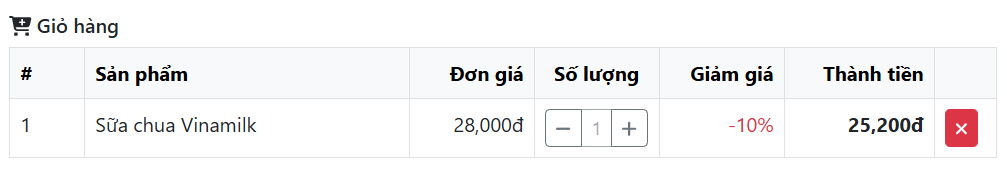 Giỏ hàng
# Sản phẩm Đơn giá Số lượng Giảm giá Thành tiền
1 Sữa chua Vinamilk 28,000đ − 1 + -10% 25,200đ ×